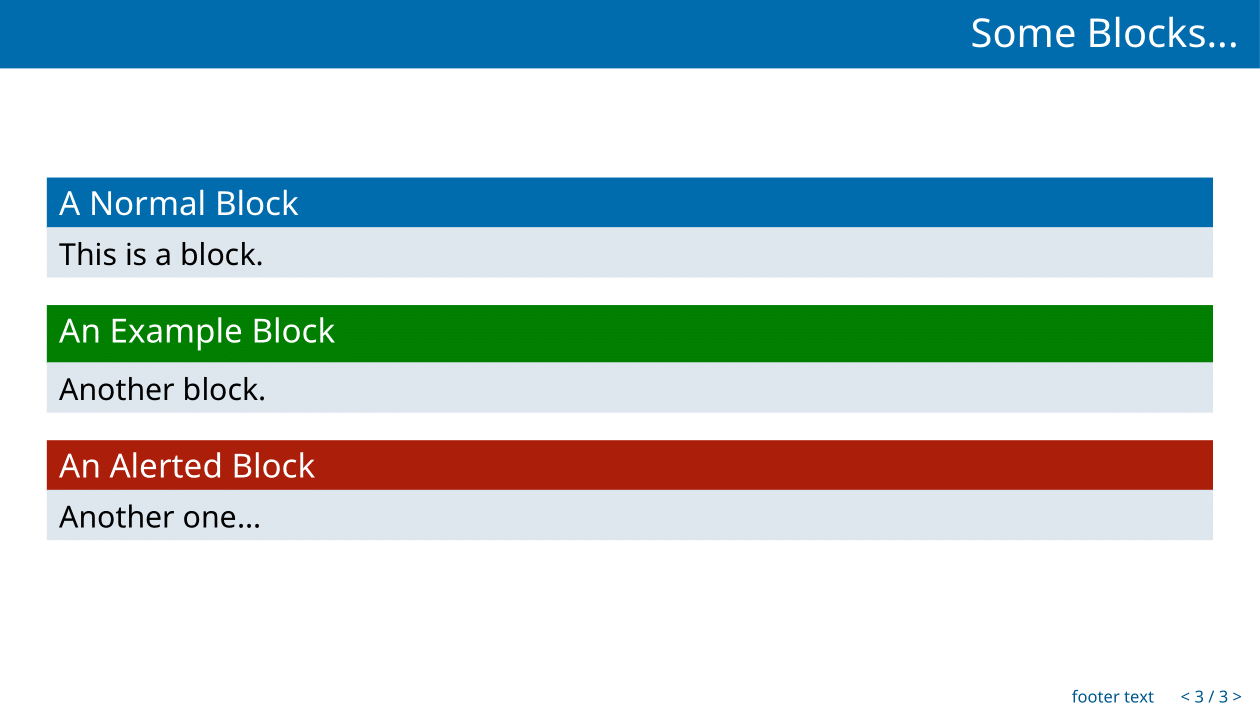 Some Blocks...
A Normal Block
This is a block.
An Example Block
Another block.
An Alerted Block
Another one...
footer text < 3 / 3 >